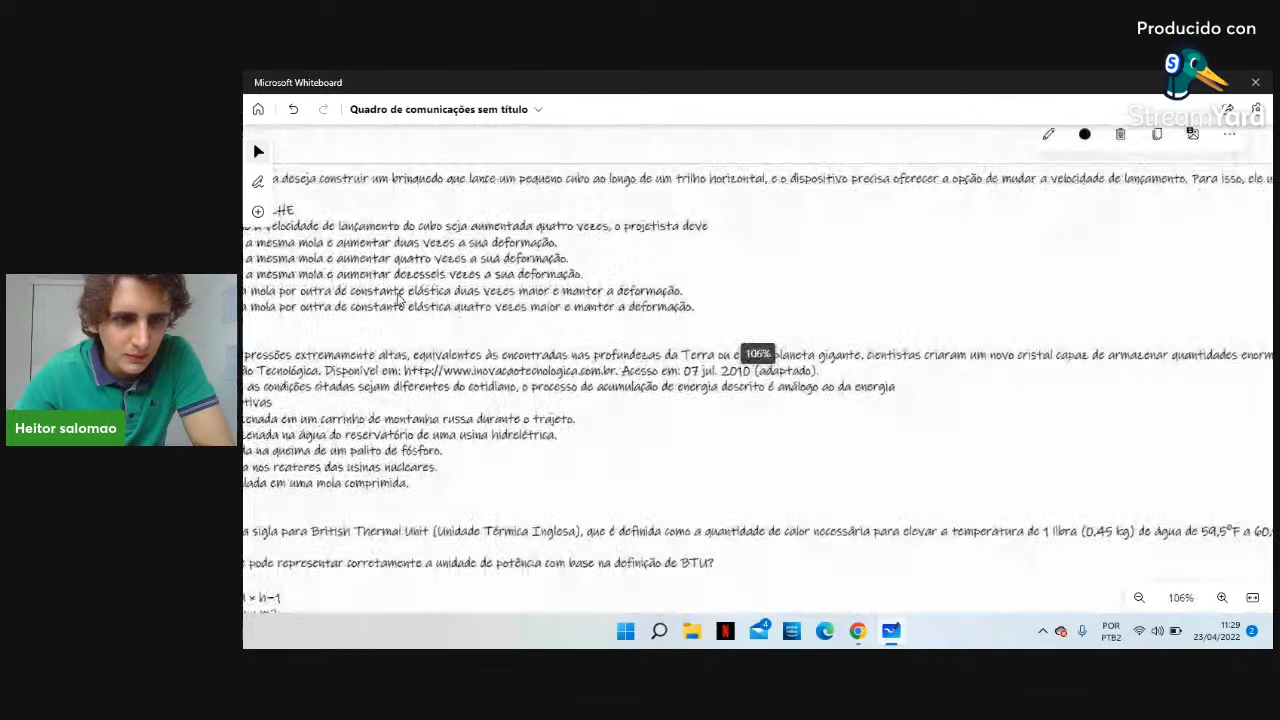 Producido con
StreamYard
Microsoft Whiteboard
Quadro de comunicações sem título
a deseja construir um brinquedo que lance um pequeno cubo ao longo de um trilho horizontal, e o dispositivo precisa oferecer a opção de mudar a velocidade de lançamento. Para isso, ele u
LHE
a velocidade de lançamento do cubo seja aumentada quatro vezes, o projetista deve
a mesma mola e aumentar duas vezes a sua deformação.
a mesma mola e aumentar quatro vezes a sua deformação.
a mesma mola e aumentar dezesseis vezes a sua deformação.
a mola por outra de constante elástica duas vezes maior e manter a deformação.
a mola por outra de constante elástica quatro vezes maior e manter a deformação.
106%
pressões extremamente altas, equivalentes às encontradas nas profundezas da Terra ou e planeta gigante, cientistas criaram um novo cristal capaz de armazenar quantidades enorm
ão Tecnológica. Disponível em: http://www.inovacaotecnologica.com.br. Acesso em: 07 jul. 2010 (adaptado).
as condições citadas sejam diferentes do cotidiano, o processo de acumulação de energia descrito é análogo ao da energia
tivas
zenada em um carrinho de montanha russa durante o trajeto.
zenada na água do reservatório de uma usina hidrelétrica.
da na queima de um palito de fósforo.
a nos reatores das usinas nucleares.
lada em uma mola comprimida.
a sigla para British Thermal Unit (Unidade Térmica Inglesa), que é definida como a quantidade de calor necessária para elevar a temperatura de 1 libra (0,45 kg) de água de 59,5°F a 60,
pode representar corretamente a unidade de potência com base na definição de BTU?
× h-1
106%
Heitor salomao
4
POR
PTB2
11:29
23/04/2022
2